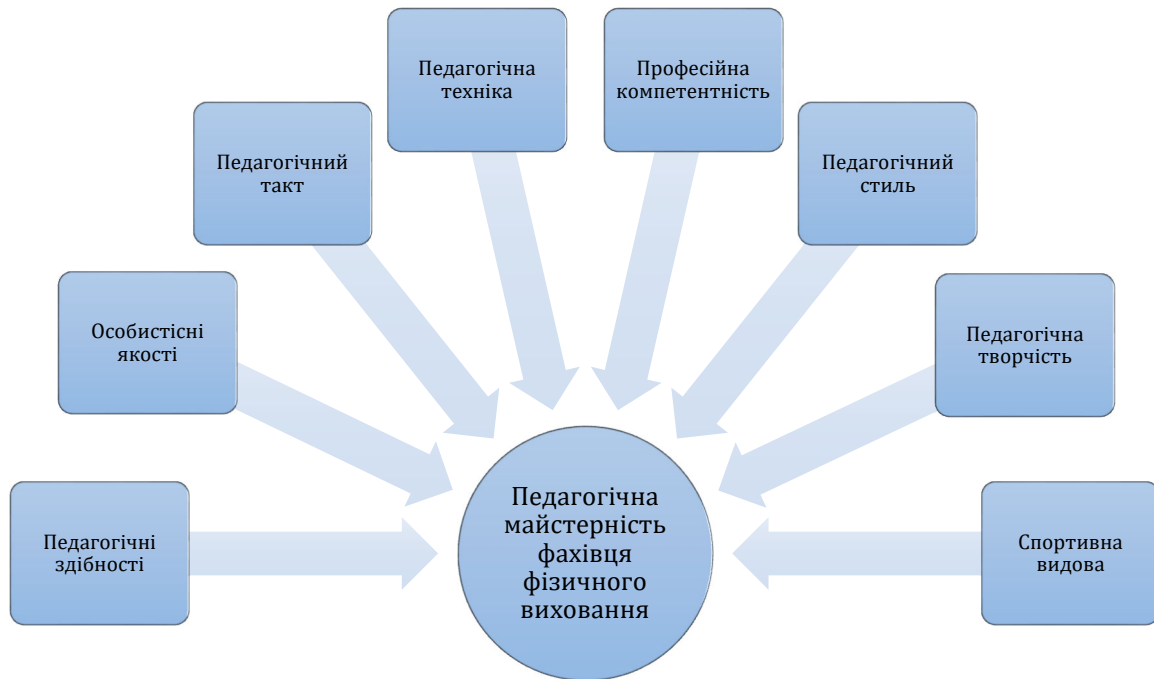 Педагогічна
техніка
Професійна
компетентність
Педагогічний
такт
Педагогічний
стиль
Особистісні
якості
Педагогічна
творчість
Педагогічні
здібності
Педагогічна
майстерність
фахівця
фізичного
виховання
Спортивна
видова